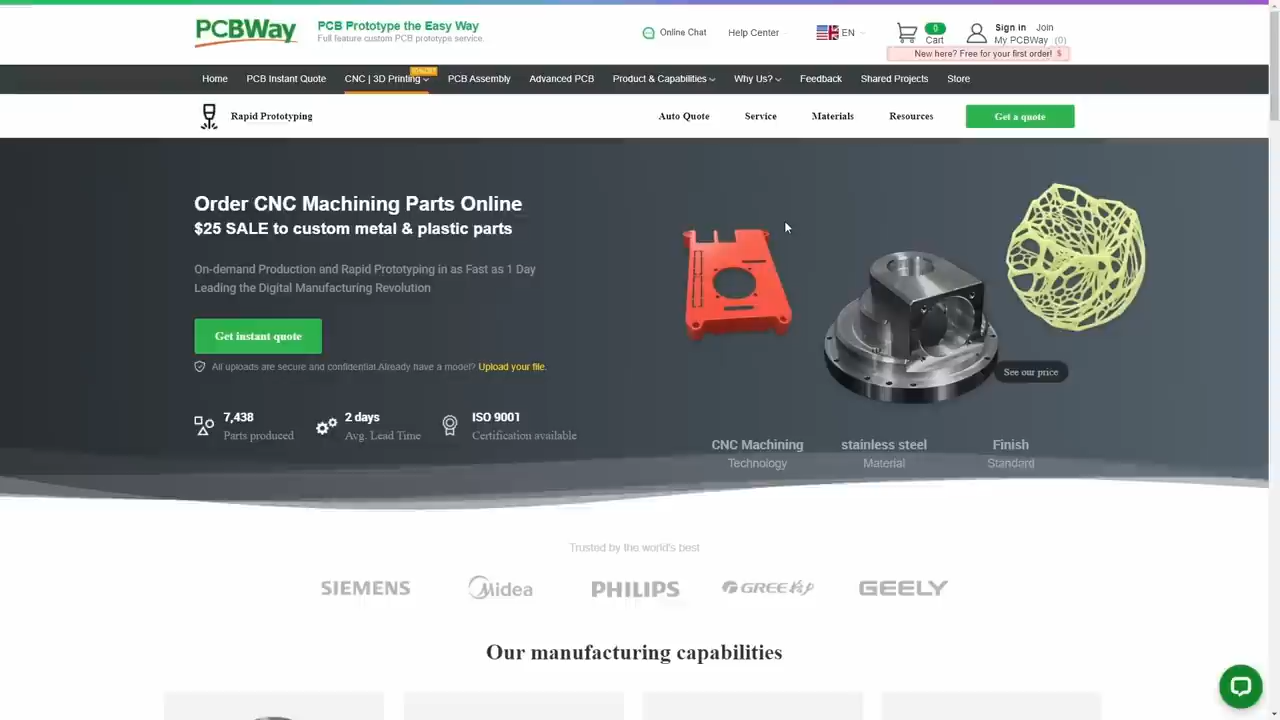 PCBWay
PCB Prototype the Easy Way
Full feature custom PCB prototype service.
Online Chat
Help Center
EN
0
Cart
Sign in Join
My PCBWay (0)
New here? Free for your first order! $
Home
PCB Instant Quote
CNC | 3D Printing
PCB Assembly
Advanced PCB
Product & Capabilities
Why Us?
Feedback
Shared Projects
Store
Rapid Prototyping
Auto Quote
Service
Materials
Resources
Get a quote
Order CNC Machining Parts Online
$25 SALE to custom metal & plastic parts
On-demand Production and Rapid Prototyping in as Fast as 1 Day
Leading the Digital Manufacturing Revolution
Get instant quote
All uploads are secure and confidential.Already have a model? Upload your file.
7,438
Parts produced
2 days
Avg. Lead Time
ISO 9001
Certification available
See our price
CNC Machining
Technology
stainless steel
Material
Finish
Standard
Trusted by the world's best
SIEMENS
Midea
PHILIPS
GREE
GEELY
Our manufacturing capabilities